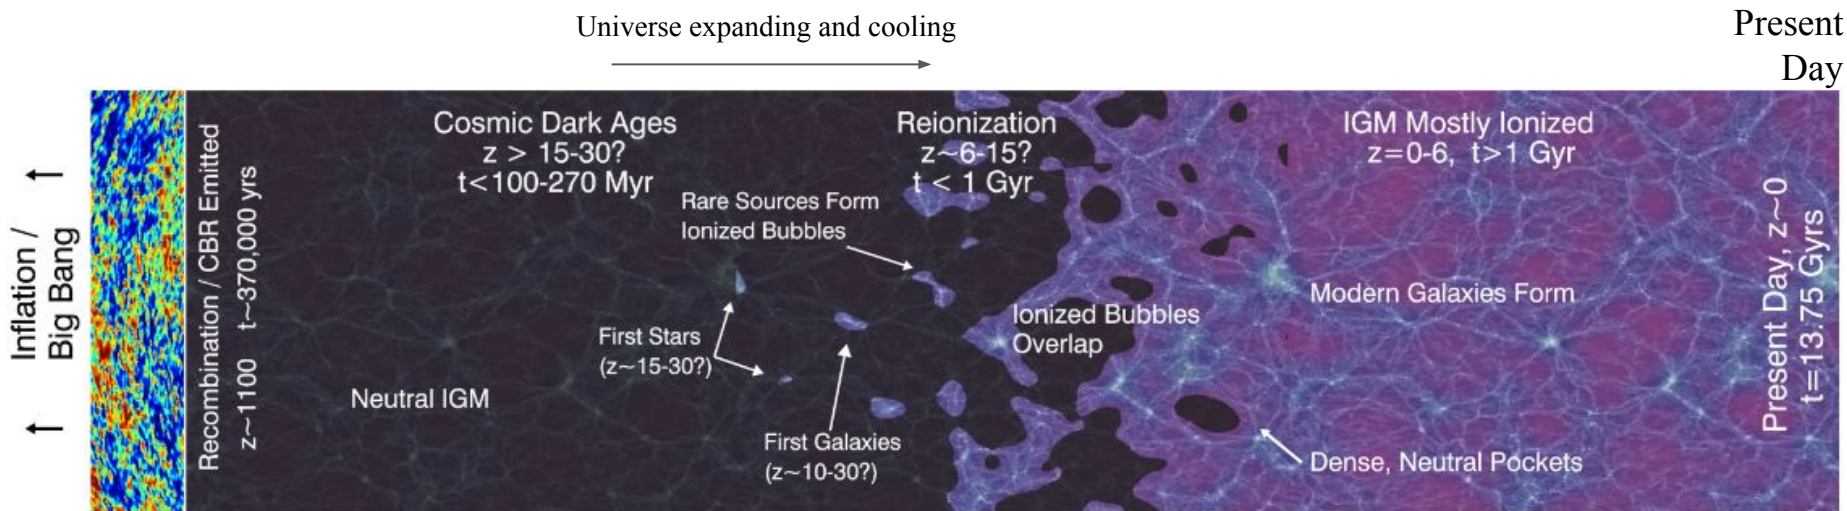 Universe expanding and cooling
Present
Day
Inflation /
Big Bang
Recombination / CBR Emitted
z~1100 t~370,000 yrs
Cosmic Dark Ages
z > 15-30?
t<100-270 Myr
Reionization
z~6-15?
t < 1 Gyr
IGM Mostly Ionized
z=0-6, t>1 Gyr
Rare Sources Form
Ionized Bubbles
First Stars
(z~15-30?)
Neutral IGM
First Galaxies
(z~10-30?)
Ionized Bubbles
Overlap
Modern Galaxies Form
Dense, Neutral Pockets
Present Day, z~0
t=13.75 Gyrs